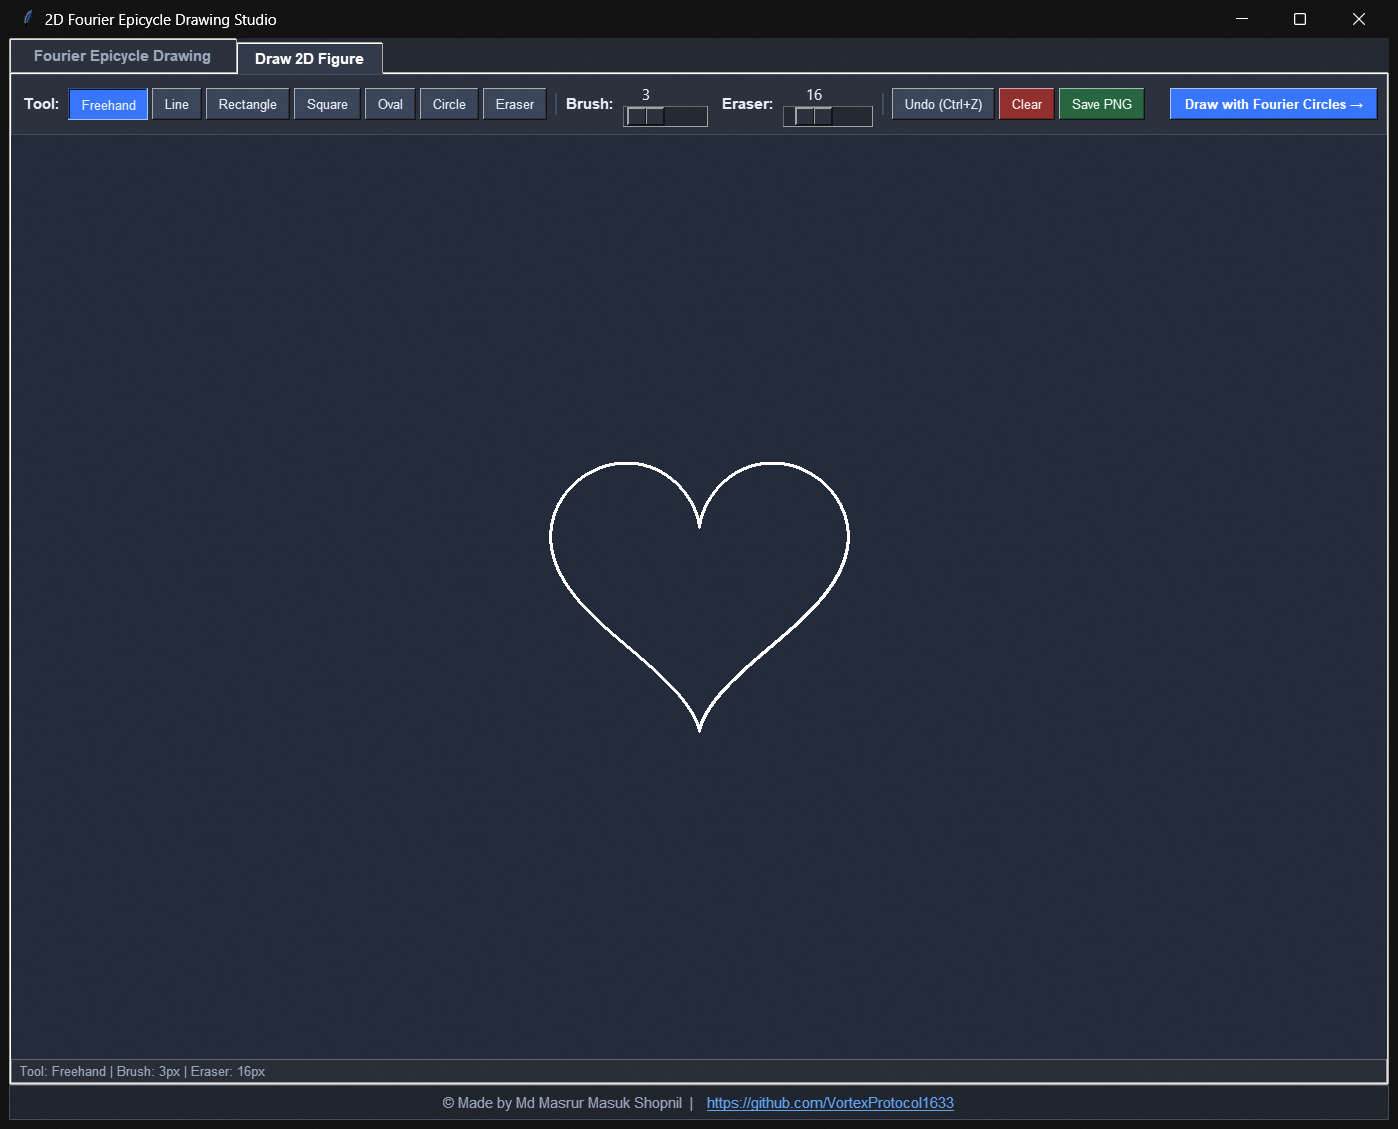 2D Fourier Epicycle Drawing Studio
Fourier Epicycle Drawing
Draw 2D Figure
Tool: Freehand Line Rectangle Square Oval Circle Eraser Brush: 3 Eraser: 16 Undo (Ctrl+Z) Clear Save PNG Draw with Fourier Circles →
Tool: Freehand | Brush: 3px | Eraser: 16px
© Made by Md Masrur Masuk Shopnil | https://github.com/VortexProtocol1633